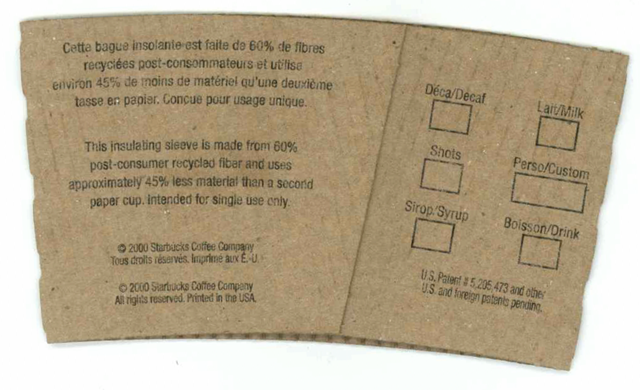 Cette bague insolante est faite de 60% de fibres
recyclées post-consommateurs et utilise
environ 45% de moins de matériel qu'une deuxième
tasse en papier. Concue pour usage unique.
This insulating sleeve is made from 60%
post-consumer recycled fiber and uses
approximately 45% less material than a second
paper cup. Intended for single use only.
© 2000 Starbucks Coffee Company
Tous droits réservés. Imprimé aux É.-U.
© 2000 Starbucks Coffee Company
All rights reserved. Printed in the USA.
Déca/Decaf
Lait/Milk
Shots
Perso/Custom
Sirop/Syrup
Boisson/Drink
U.S. Patent # 5,205,473 and other
U.S. and foreign patents pending.